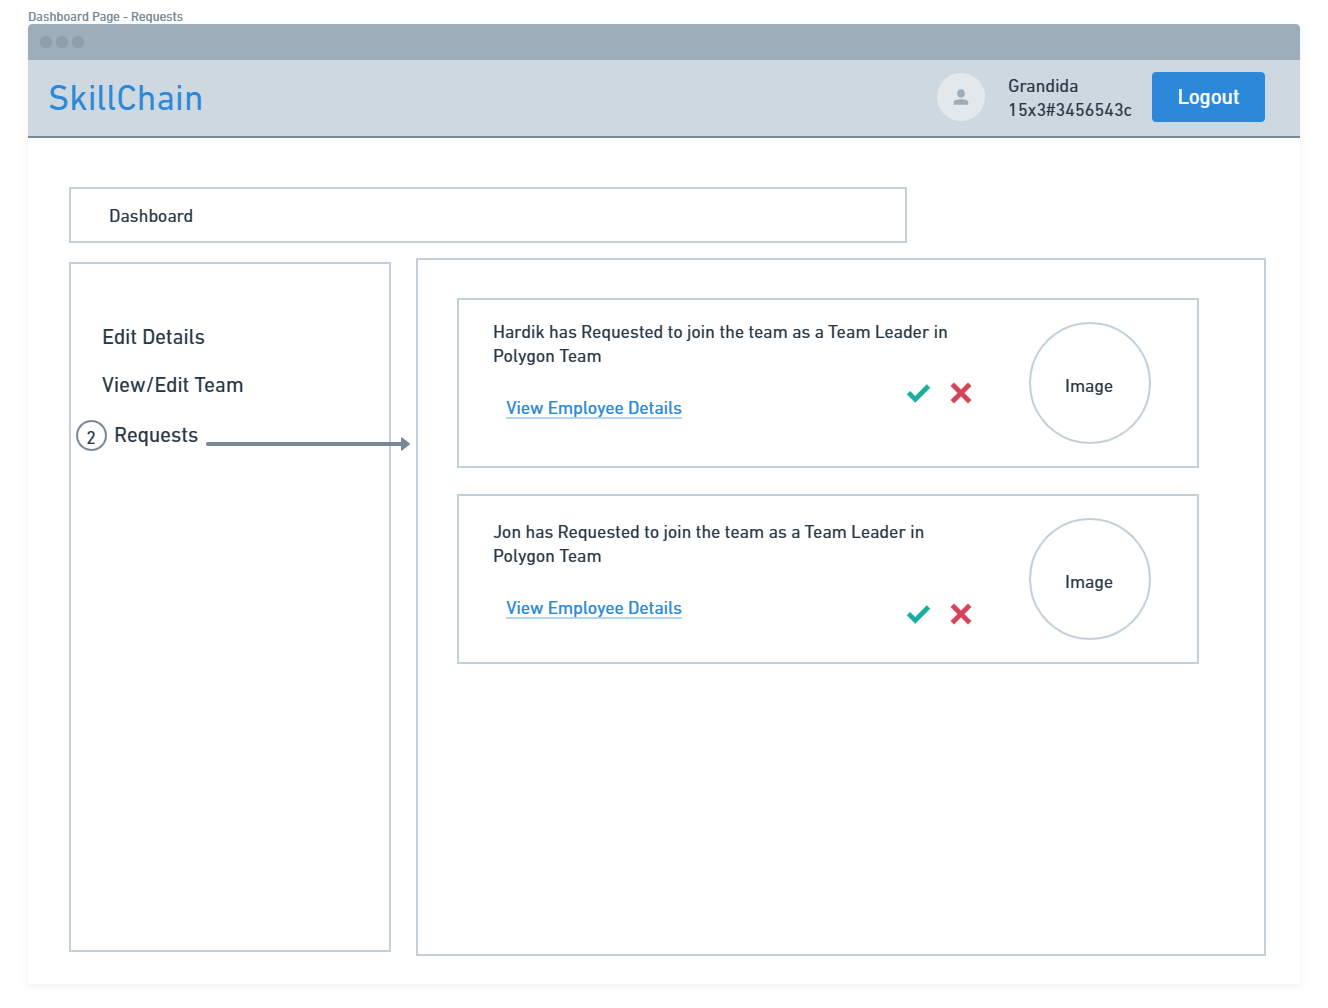 Dashboard Page - Requests
SkillChain
Grandida
15x3#3456543c
Logout
Dashboard
Edit Details
View/Edit Team
2 Requests
Hardik has Requested to join the team as a Team Leader in
Polygon Team
View Employee Details
Image
Jon has Requested to join the team as a Team Leader in
Polygon Team
View Employee Details
Image